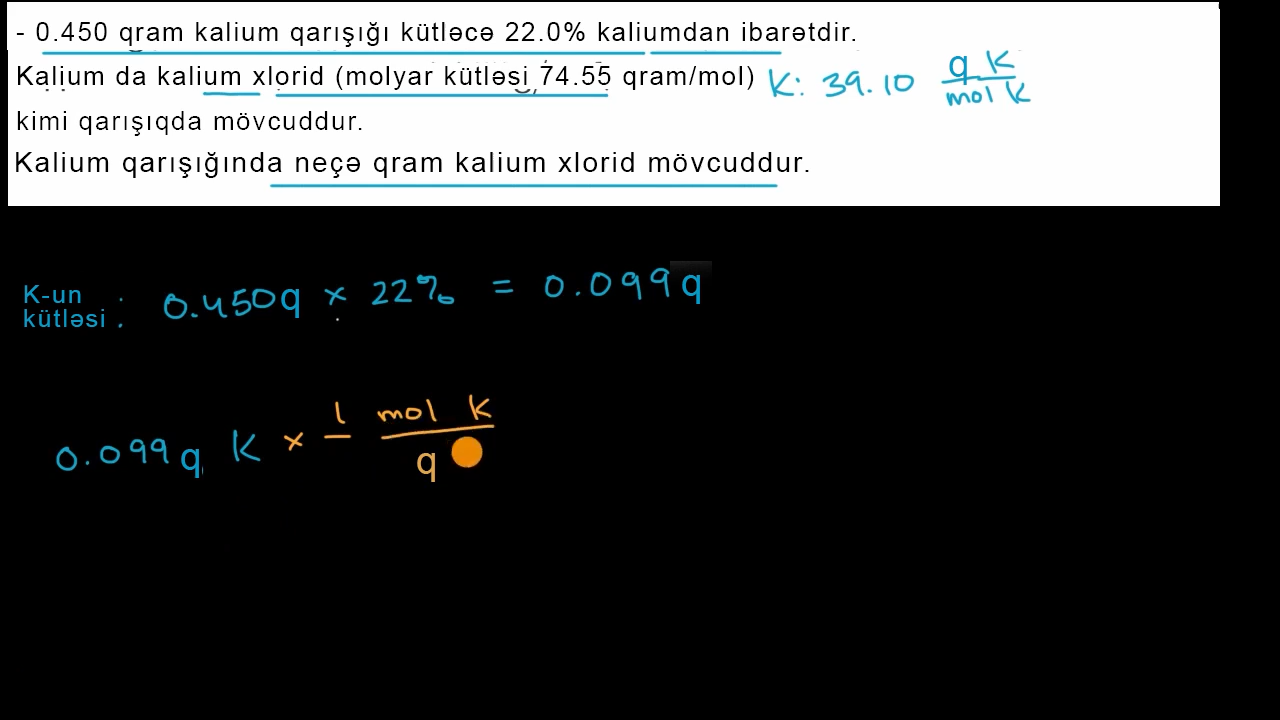 - 0.450 qram kalium qarışığı kütləcə 22.0% kaliumdan ibarətdir.
Kalium da kalium xlorid (molyar kütləsi 74.55 qram/mol) K: 39.10 q K / mol K
kimi qarışıqda mövcuddur.
Kalium qarışığında neçə qram kalium xlorid mövcuddur.
K-un kütləsi : 0.450q × 22% = 0.099q
0.099q K × 1 mol K / q